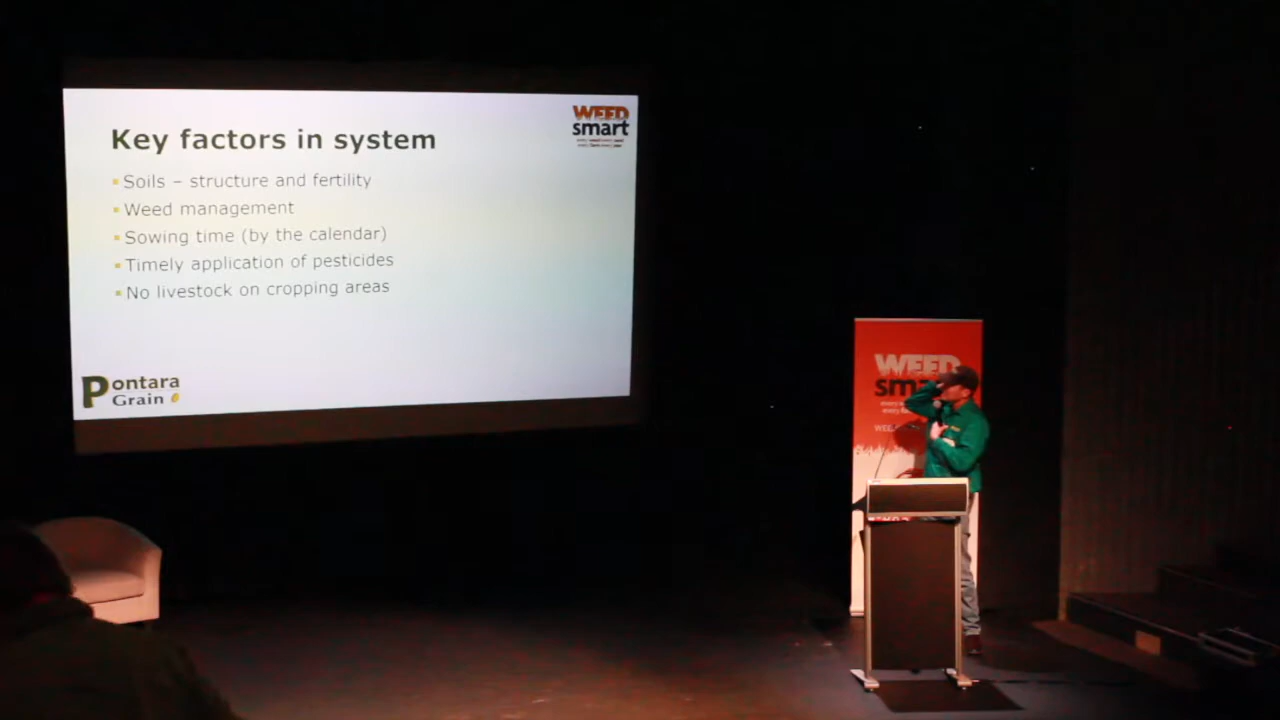 Key factors in system
WEED
smart
Soils – structure and fertility
Weed management
Sowing time (by the calendar)
Timely application of pesticides
No livestock on cropping areas
Pontara
Grain
WEED